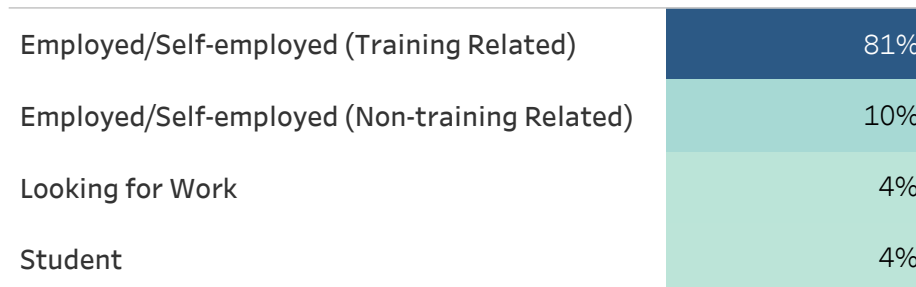 Employed/Self-employed (Training Related) 81%
Employed/Self-employed (Non-training Related) 10%
Looking for Work 4%
Student 4%